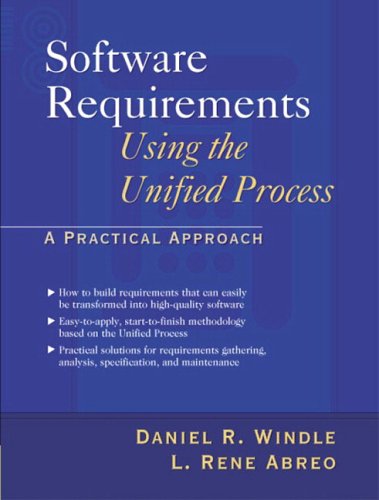 Software
Requirements
Using the
Unified Process
A PRACTICAL APPROACH
How to build requirements that can easily
be transformed into high-quality software
Easy-to-apply, start-to-finish methodology
based on the Unified Process
Practical solutions for requirements gathering,
analysis, specification, and maintenance
DANIEL R. WINDLE
L. RENE ABREO